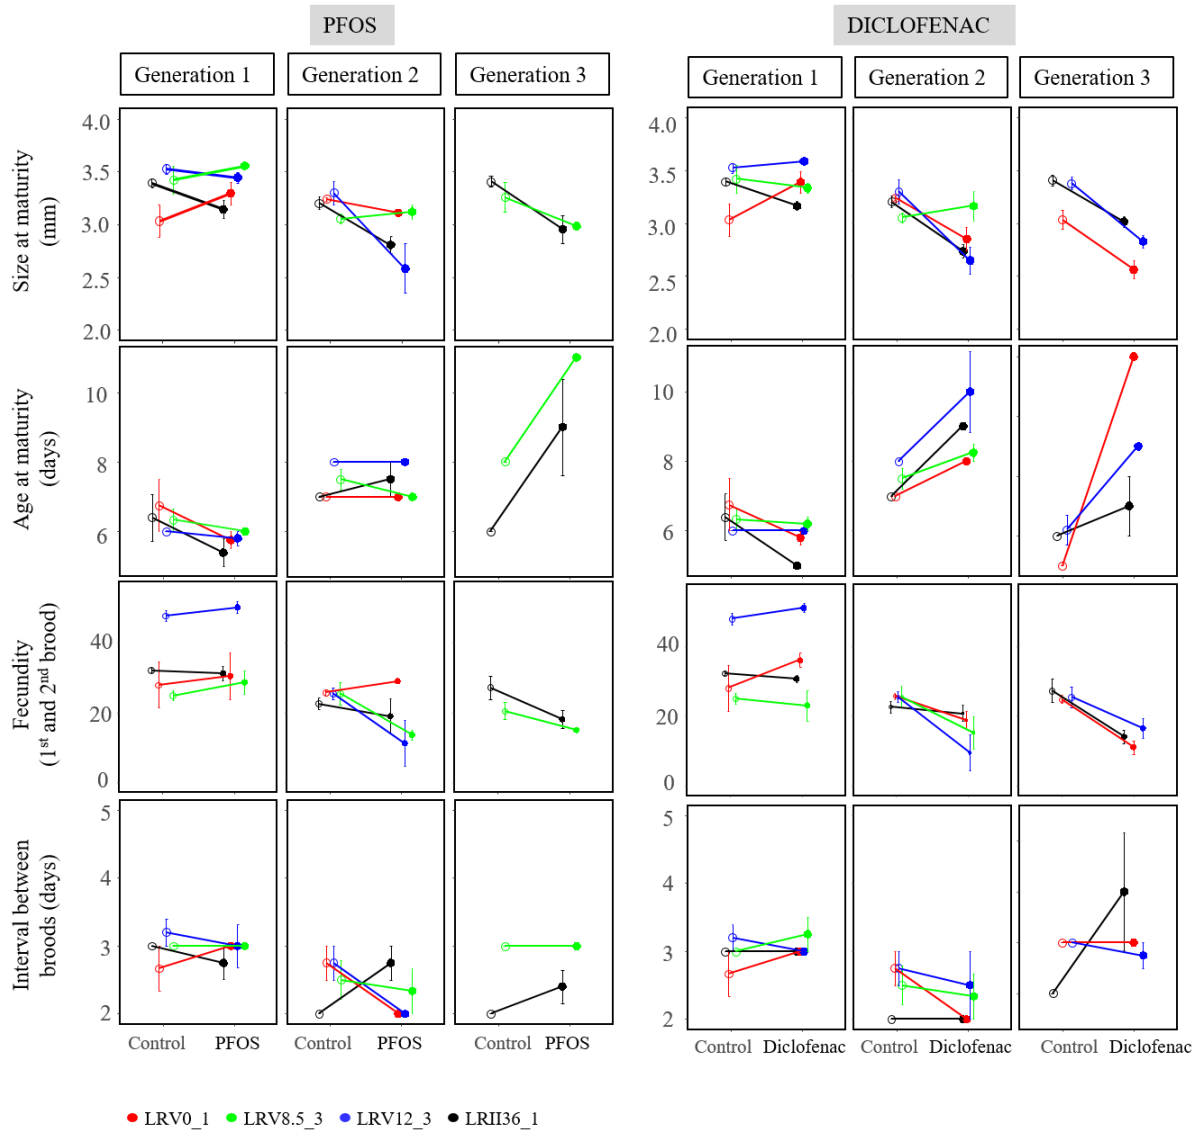 PFOS
DICLOFENAC
Generation 1
Generation 2
Generation 3
Generation 1
Generation 2
Generation 3
Size at maturity
(mm)
4.0
3.5
3.0
2.5
2.0
4.0
3.5
3.0
2.5
2.0
Age at maturity
(days)
10
8
6
10
8
6
Fecundity
(1st and 2nd brood)
40
20
0
40
20
0
Interval between
broods (days)
5
4
3
2
5
4
3
2
Control PFOS
Control PFOS
Control PFOS
Control Diclofenac
Control Diclofenac
Control Diclofenac
LRV0_1 LRV8.5_3 LRV12_3 LRII36_1